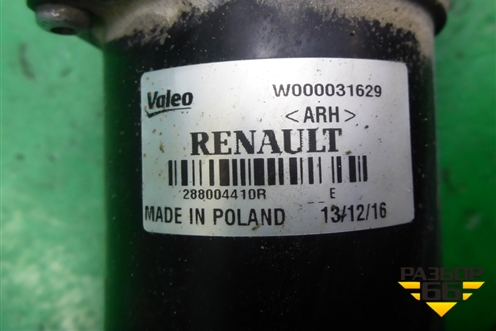 Valeo W000031629
<ARH>
RENAULT
288004410R E
MADE IN POLAND 13/12/16
РАЗБОР
66